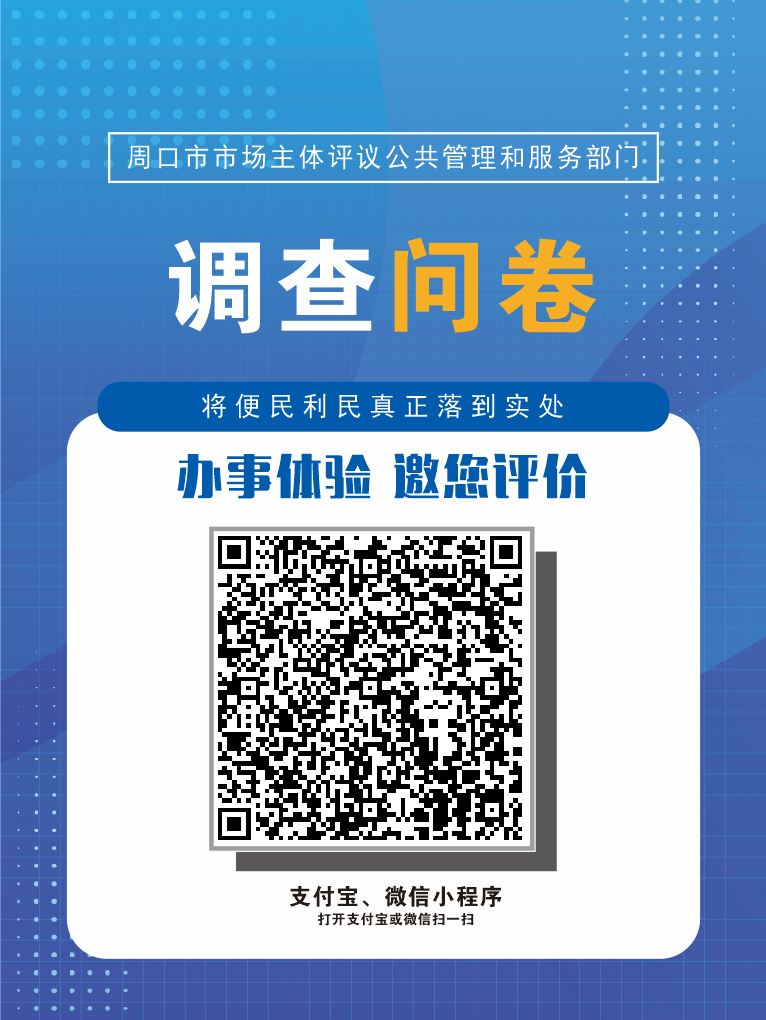 周口市市场主体评议公共管理和服务部门
调查问卷
将便民利民真正落到实处
办事体验 邀您评价
支付宝、微信小程序
打开支付宝或微信扫一扫